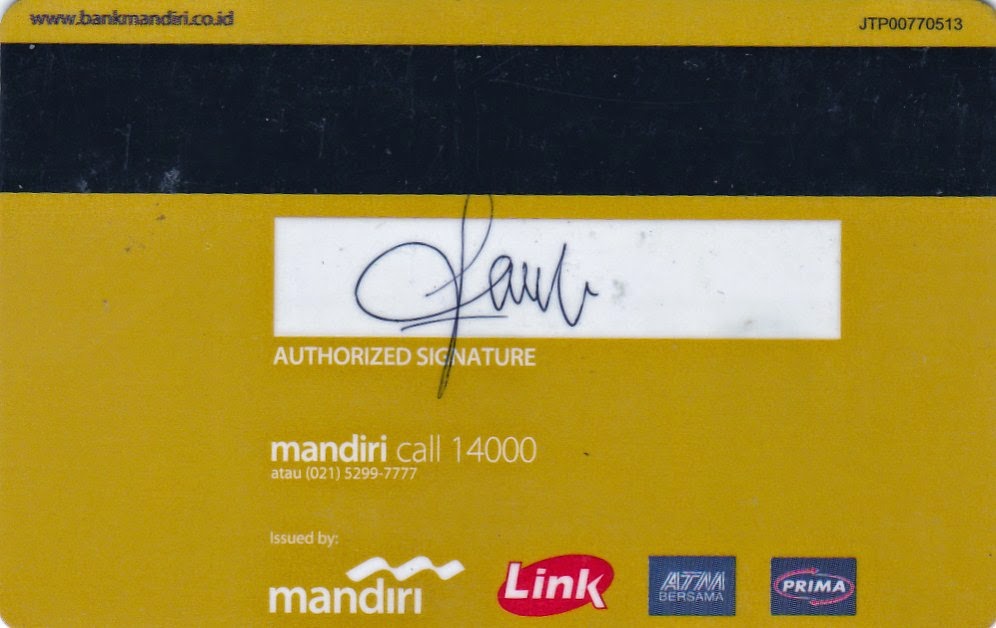 www.bankmandiri.co.id JTP00770513
AUTHORIZED SIGNATURE
mandiri call 14000
atau (021) 5299-7777
Issued by:
mandiri Link ATM BERSAMA PRIMA